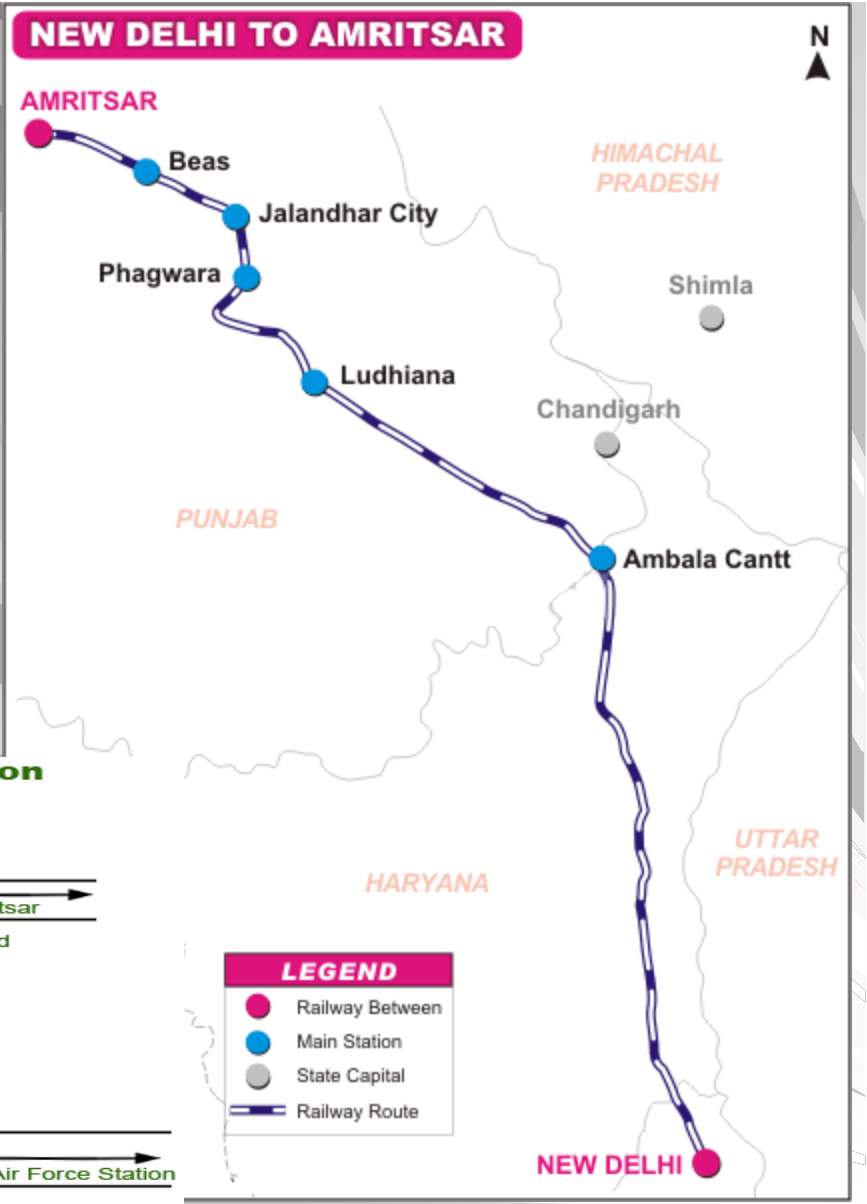 NEW DELHI TO AMRITSAR
N
AMRITSAR
Beas
HIMACHAL
PRADESH
Jalandhar City
Phagwara
Shimla
Ludhiana
Chandigarh
PUNJAB
Ambala Cantt
on
UTTAR
PRADESH
HARYANA
tsar
d
LEGEND
Railway Between
Main Station
State Capital
Railway Route
NEW DELHI
Air Force Station